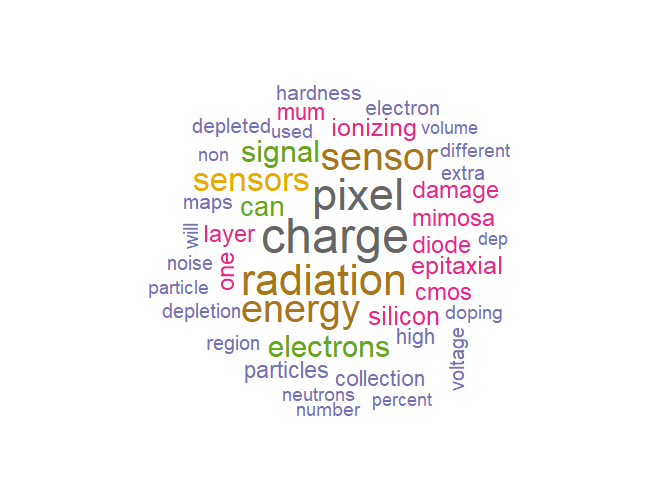 hardness
mum
electron
depleted
used
ionizing
volume
non
signal
sensor
different
sensors
extra
maps
can
pixel
damage
will
layer
charge
mimosa
diode
dep
noise
one
radiation
epitaxial
particle
cmos
depletion
energy
silicon
doping
region
electrons
high
voltage
particles
collection
neutrons
percent
number